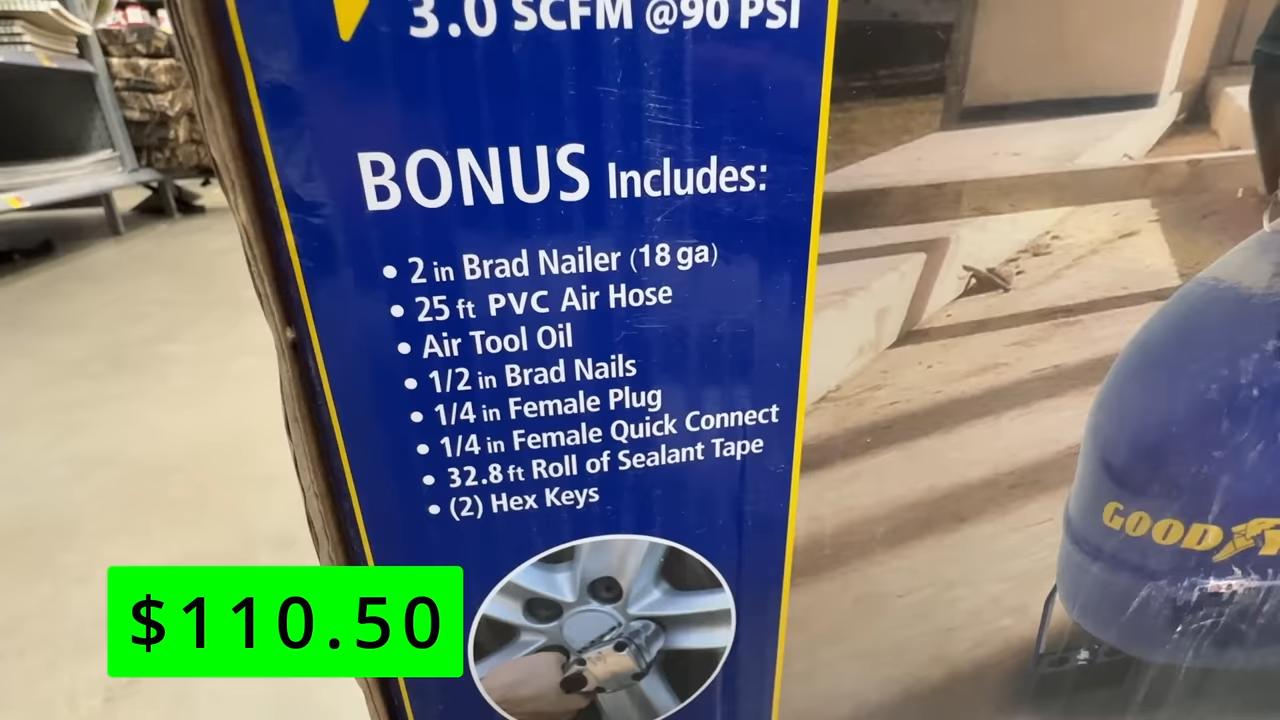 3.0 SCFM @90 PSI
BONUS Includes:
• 2 in Brad Nailer (18 ga)
• 25 ft PVC Air Hose
• Air Tool Oil
• 1/2 in Brad Nails
• 1/4 in Female Plug
• 1/4 in Female Quick Connect
• 32.8 ft Roll of Sealant Tape
• (2) Hex Keys
GOODY
$110.50